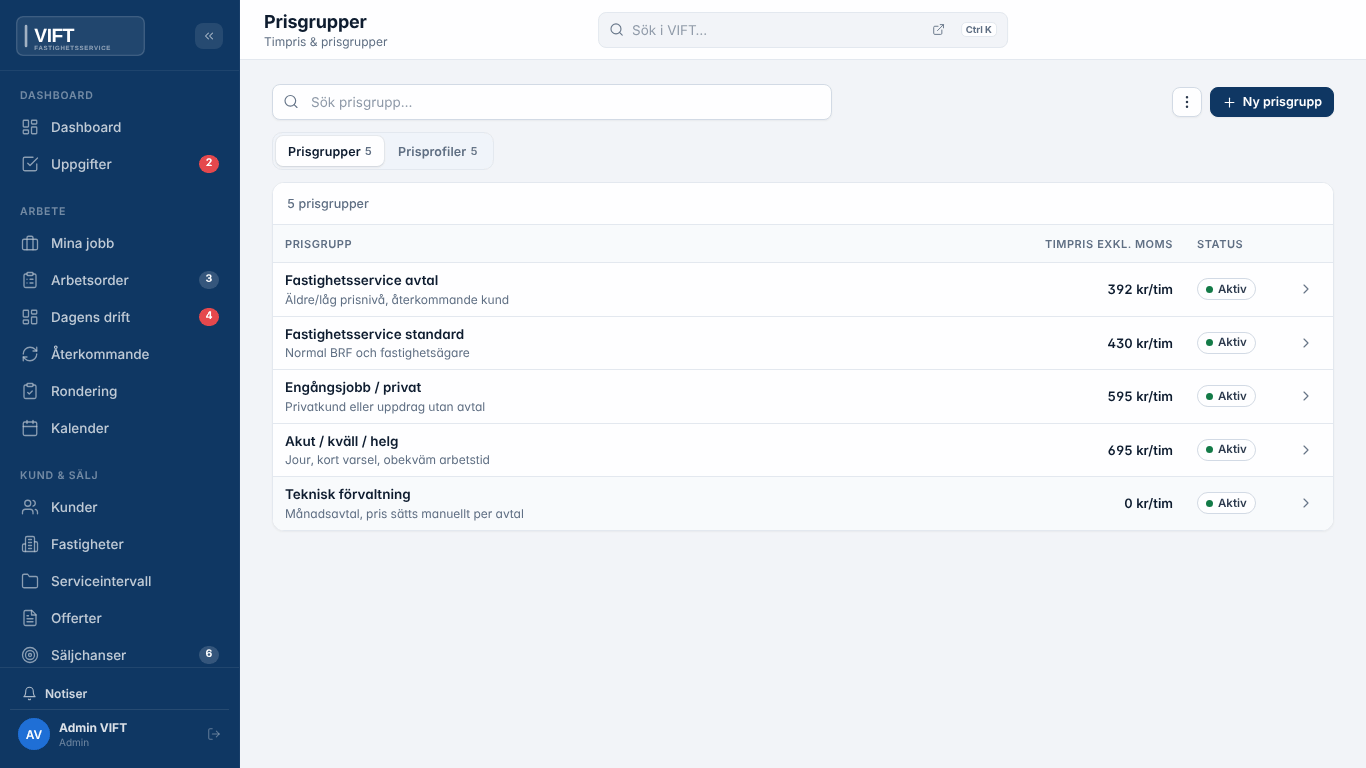 VIFT
FASTIGHETSSERVICE
DASHBOARD
Dashboard
Uppgifter 2
ARBETE
Mina jobb
Arbetsorder 3
Dagens drift 4
Återkommande
Rondering
Kalender
KUND & SÄLJ
Kunder
Fastigheter
Serviceintervall
Offerter
Säljchanser 6
Notiser
AV
Admin VIFT
Admin
Prisgrupper
Timpris & prisgrupper
Sök i VIFT... Ctrl K
Sök prisgrupp...
Ny prisgrupp
Prisgrupper 5 Prisprofiler 5
5 prisgrupper
PRISGRUPP TIMPRIS EXKL. MOMS STATUS
Fastighetsservice avtal
Äldre/låg prisnivå, återkommande kund
392 kr/tim Aktiv
Fastighetsservice standard
Normal BRF och fastighetsägare
430 kr/tim Aktiv
Engångsjobb / privat
Privatkund eller uppdrag utan avtal
595 kr/tim Aktiv
Akut / kväll / helg
Jour, kort varsel, obekväm arbetstid
695 kr/tim Aktiv
Teknisk förvaltning
Månadsavtal, pris sätts manuellt per avtal
0 kr/tim Aktiv